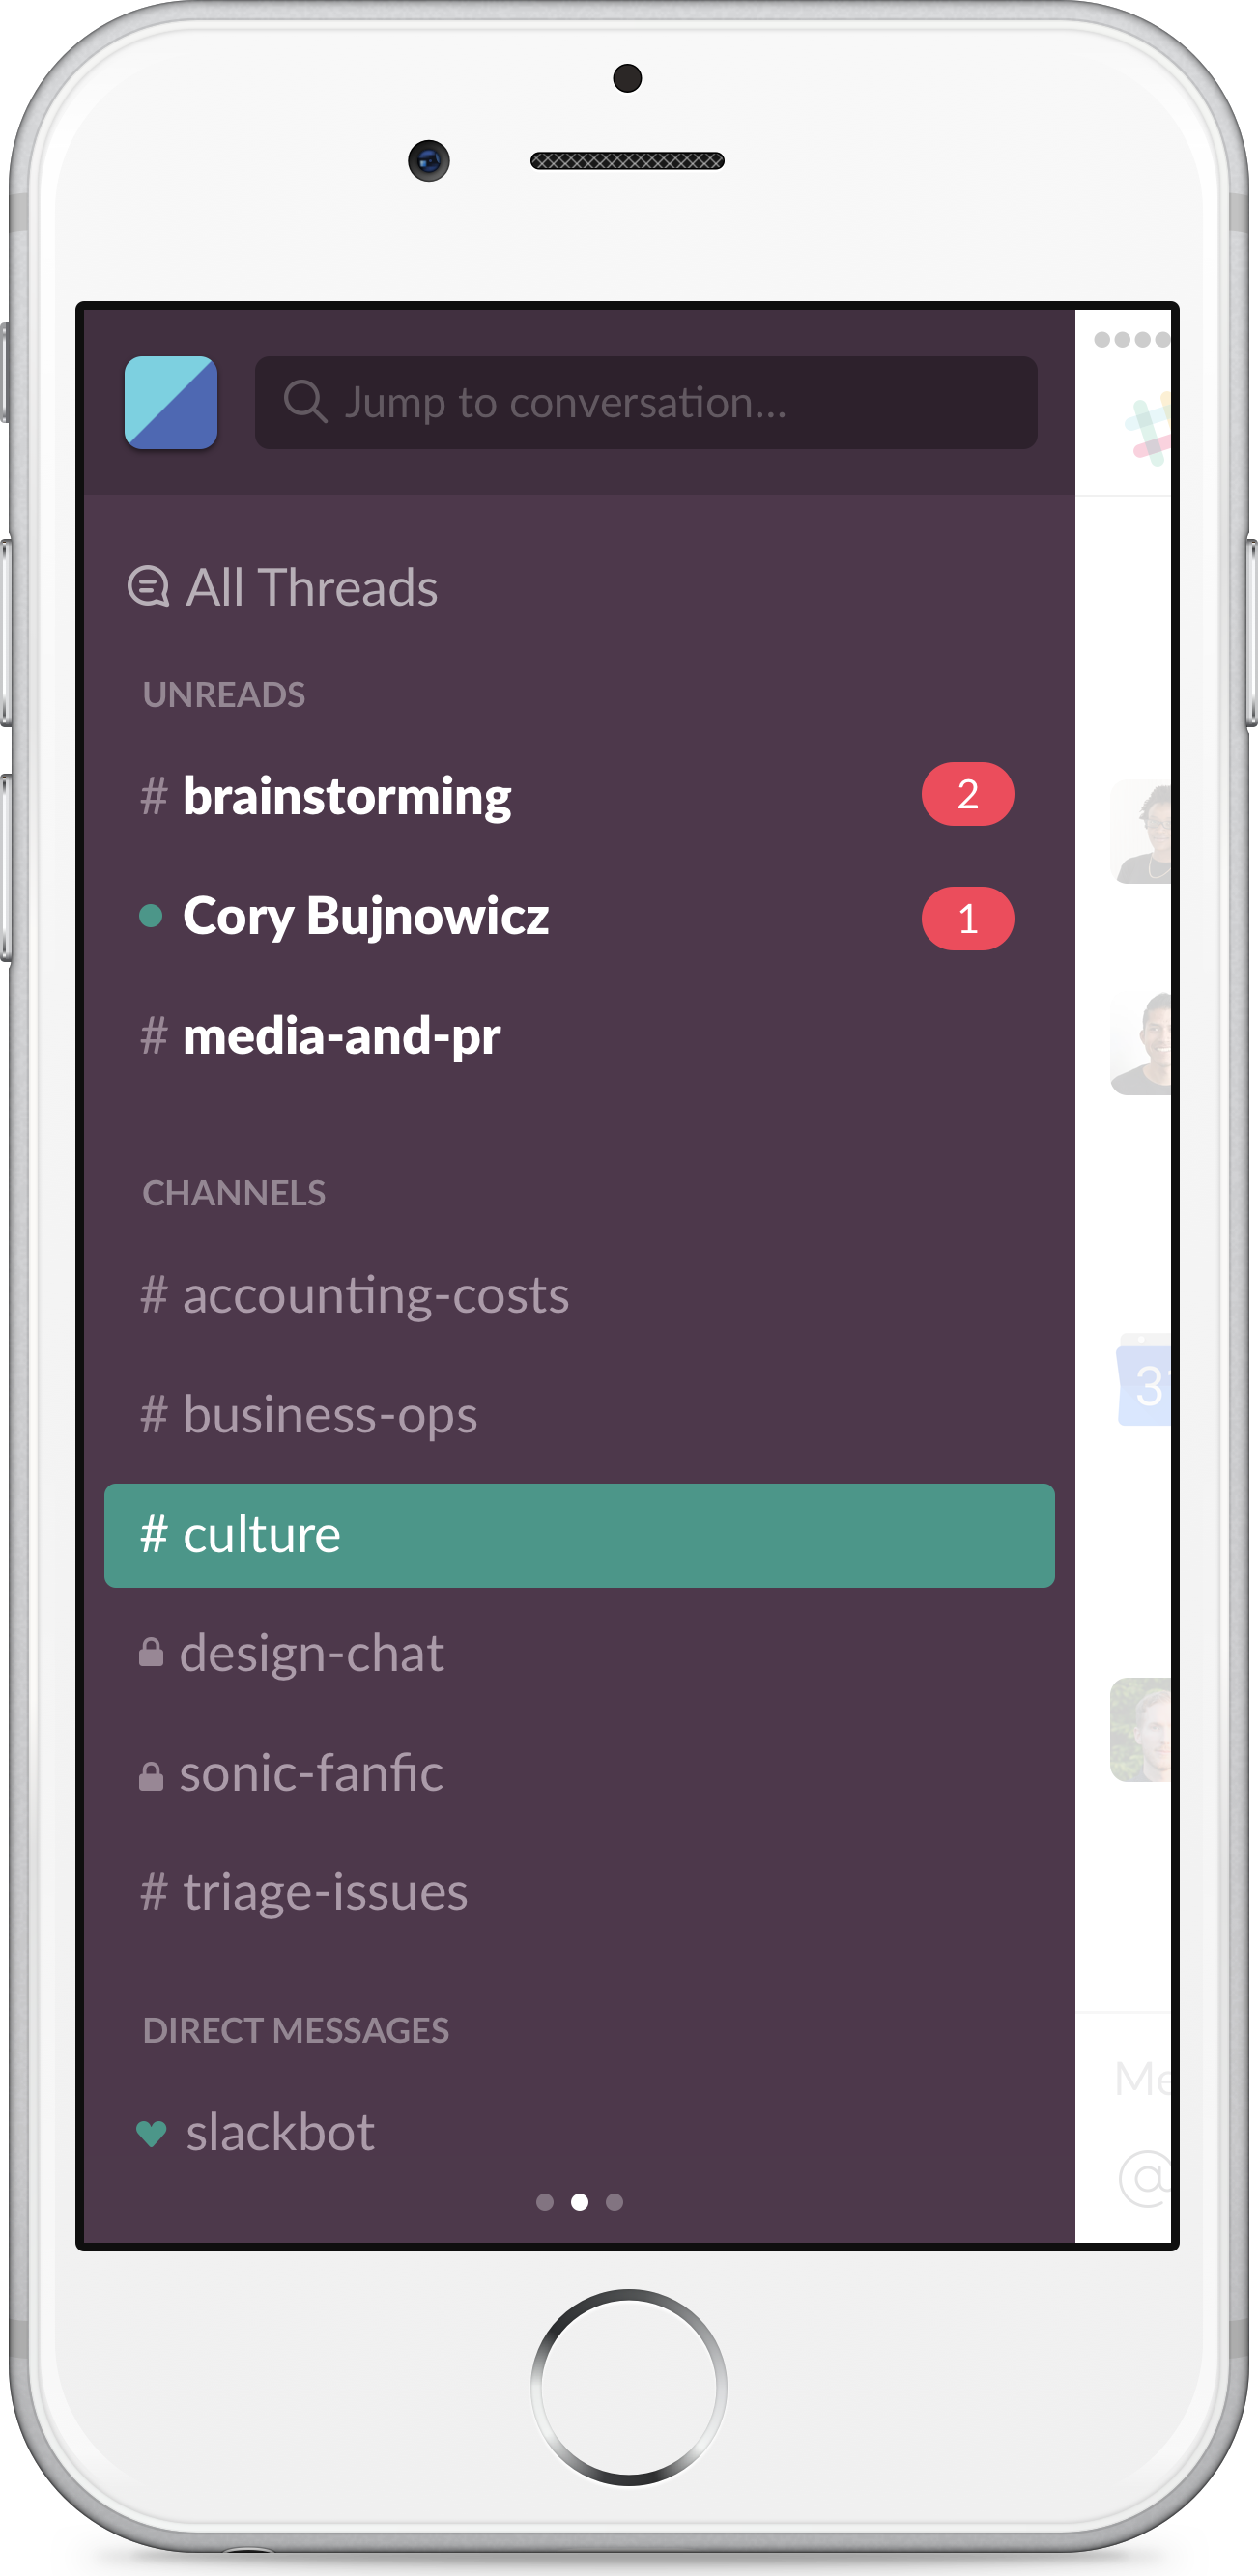 Jump to conversation...
All Threads
UNREADS
# brainstorming 2
Cory Bujnowicz 1
# media-and-pr
CHANNELS
# accounting-costs
# business-ops
# culture
design-chat
sonic-fanfic
# triage-issues
DIRECT MESSAGES
slackbot
31
Me
@